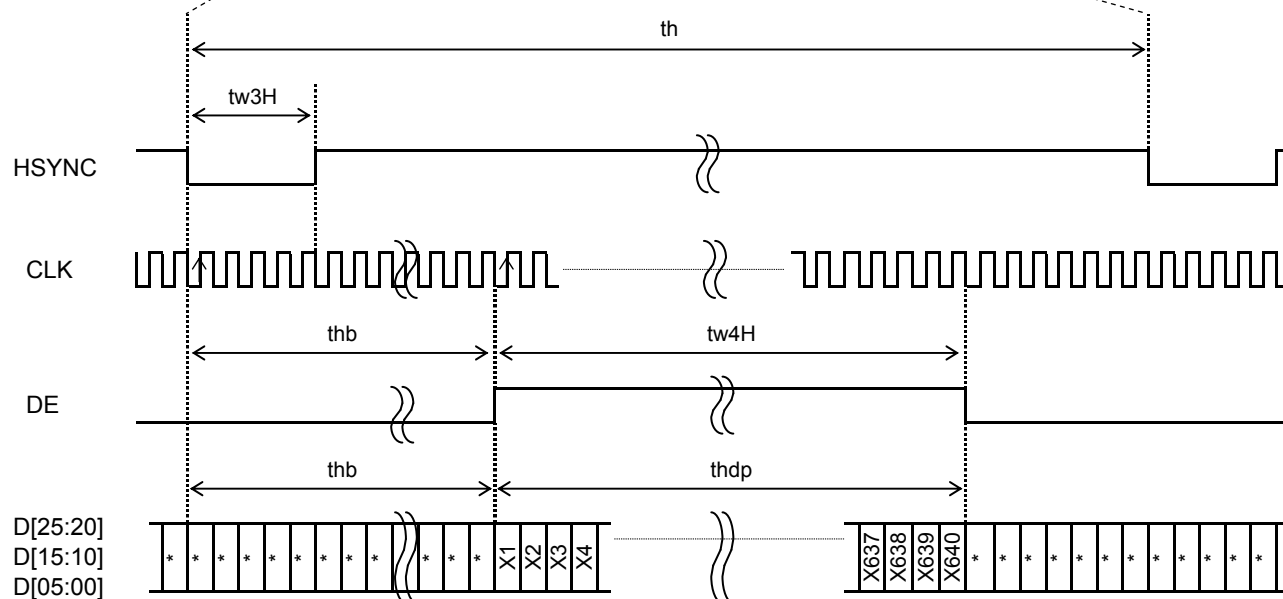 th
tw3H
HSYNC
CLK
thb tw4H
DE
thb thdp
D[25:20]
D[15:10]
D[05:00]
* * * * * * * * * * * * X1 X2 X3 X4 X637 X638 X639 X640 * * * * * * * * * * * *